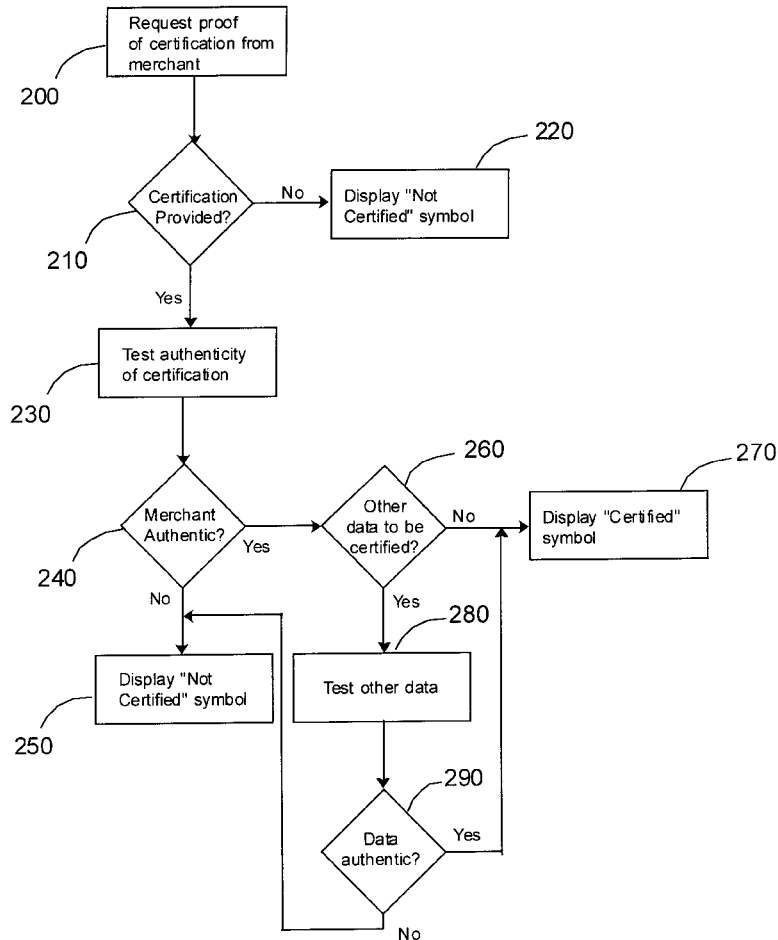 Request proof
of certification from
merchant
200
220
Certification
Provided?
No
Display "Not
Certified" symbol
210
Yes
Test authenticity
of certification
230
260
270
Merchant
Authentic?
Yes
Other
data to be
certified?
No
Display "Certified"
symbol
240
No
Yes
280
Display "Not
Certified" symbol
Test other data
250
290
Data
authentic?
Yes
No